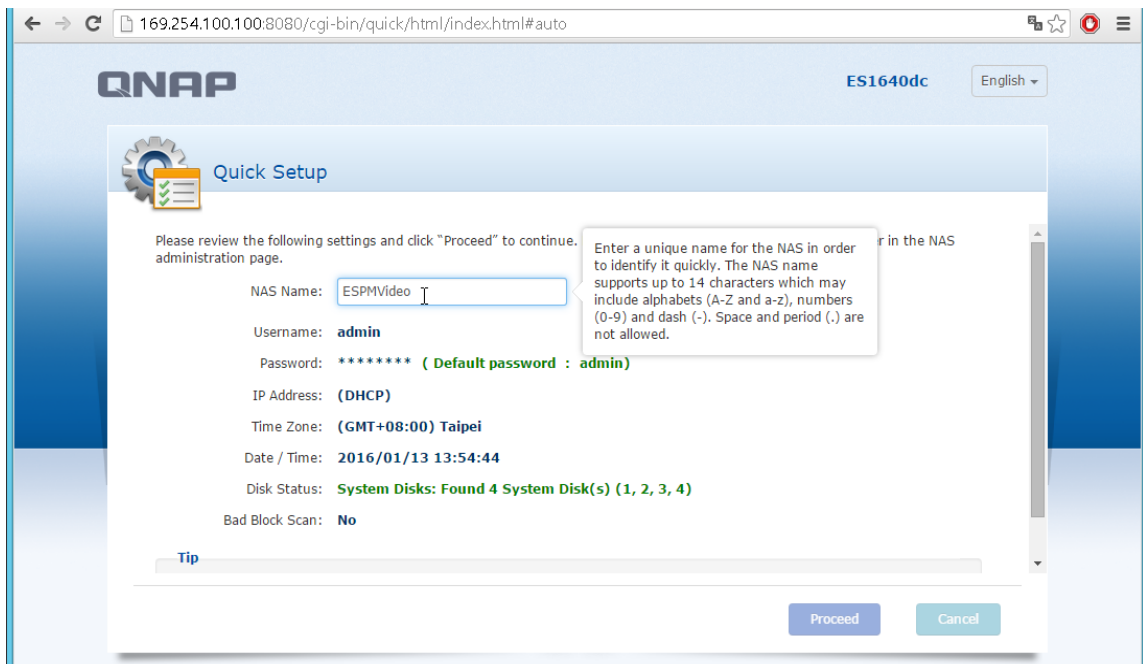 169.254.100.100:8080/cgi-bin/quick/html/index.html#auto
QNAP
ES1640dc
English
Quick Setup
Please review the following settings and click “Proceed” to continue.
r in the NAS
administration page.
Enter a unique name for the NAS in order
to identify it quickly. The NAS name
supports up to 14 characters which may
include alphabets (A-Z and a-z), numbers
(0-9) and dash (-). Space and period (.) are
not allowed.
NAS Name: ESPMVideo
Username: admin
Password: ******** ( Default password : admin)
IP Address: (DHCP)
Time Zone: (GMT+08:00) Taipei
Date / Time: 2016/01/13 13:54:44
Disk Status: System Disks: Found 4 System Disk(s) (1, 2, 3, 4)
Bad Block Scan: No
Tip
Proceed
Cancel